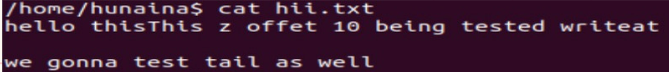 /home/hunaina$ cat hii.txt
hello thisThis z offet 10 being tested writeat
we gonna test tail as well